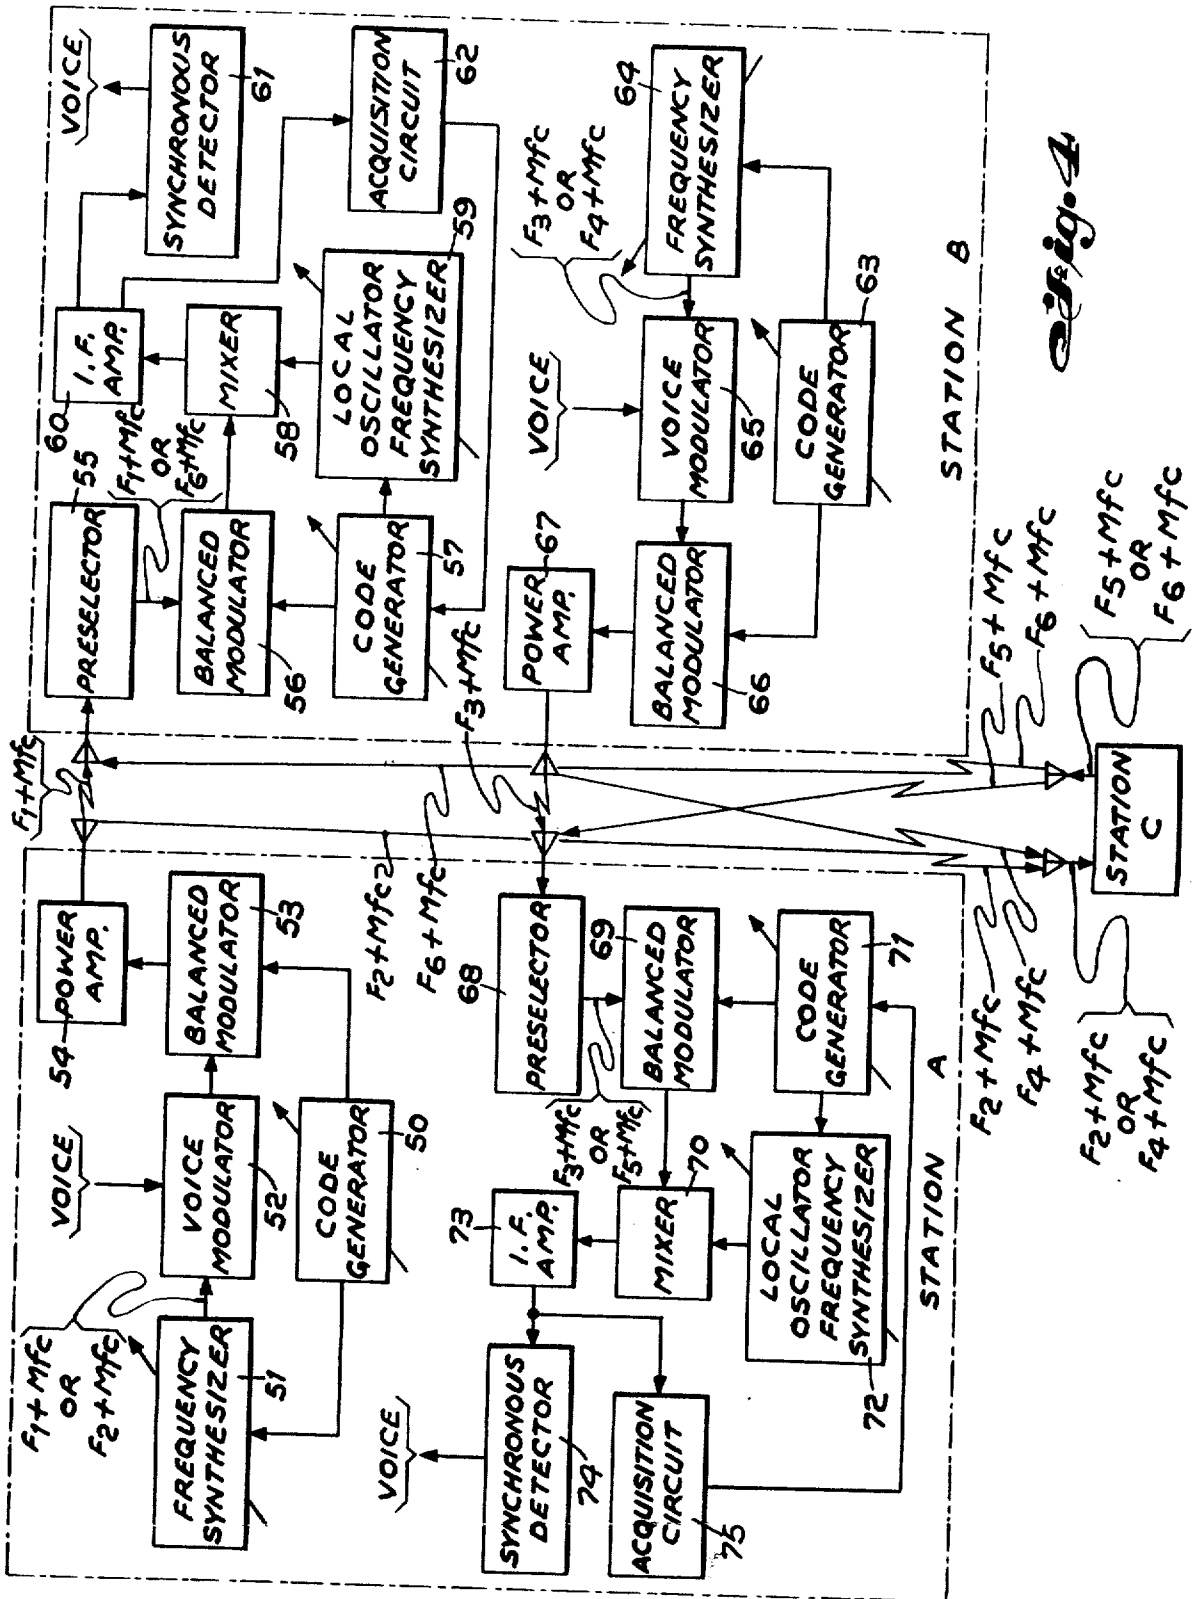 F1+Mfc
OR
F2+Mfc
FREQUENCY
SYNTHESIZER
51
VOICE
VOICE
MODULATOR
52
CODE
GENERATOR
50
BALANCED
MODULATOR
53
POWER
AMP.
54
VOICE
SYNCHRONOUS
DETECTOR
74
ACQUISITION
CIRCUIT
75
I.F.
AMP.
73
MIXER
70
LOCAL
OSCILLATOR
FREQUENCY
SYNTHESIZER
72
F3+Mfc
OR
F5+Mfc
PRESELECTOR
68
BALANCED
MODULATOR
69
CODE
GENERATOR
71
STATION A
F1+Mfc
F2+Mfc2
F6+Mfc
F3+Mfc
PRESELECTOR
55
F1+Mfc
OR
F6+Mfc
BALANCED
MODULATOR
56
CODE
GENERATOR
57
I.F.
AMP.
60
MIXER
58
LOCAL
OSCILLATOR
FREQUENCY
SYNTHESIZER
59
VOICE
SYNCHRONOUS
DETECTOR
61
ACQUISITION
CIRCUIT
62
POWER
AMP.
67
BALANCED
MODULATOR
66
VOICE
VOICE
MODULATOR
65
CODE
GENERATOR
63
F3+Mfc
OR
F4+Mfc
FREQUENCY
SYNTHESIZER
64
STATION B
F2+Mfc
F4+Mfc
F2+Mfc
OR
F4+Mfc
STATION
C
F5+Mfc
F6+Mfc
F5+Mfc
OR
F6+Mfc
Fig.4